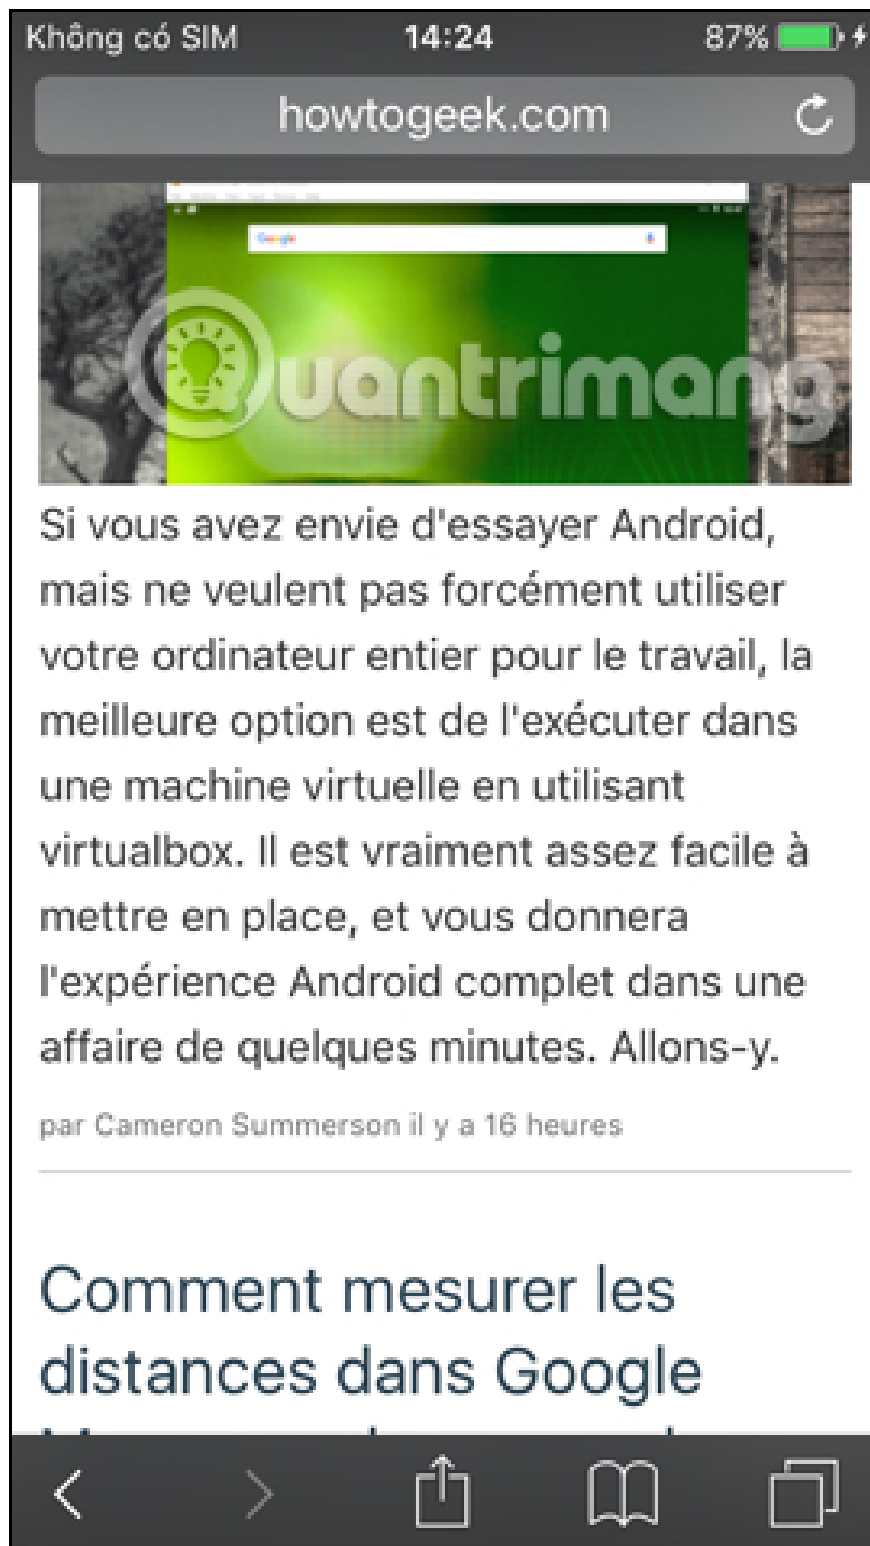 Không có SIM 14:24 87%
howtogeek.com
Google
Quantrimang
Si vous avez envie d'essayer Android,
mais ne veulent pas forcément utiliser
votre ordinateur entier pour le travail, la
meilleure option est de l'exécuter dans
une machine virtuelle en utilisant
virtualbox. Il est vraiment assez facile à
mettre en place, et vous donnera
l'expérience Android complet dans une
affaire de quelques minutes. Allons-y.
par Cameron Summerson il y a 16 heures
Comment mesurer les
distances dans Google